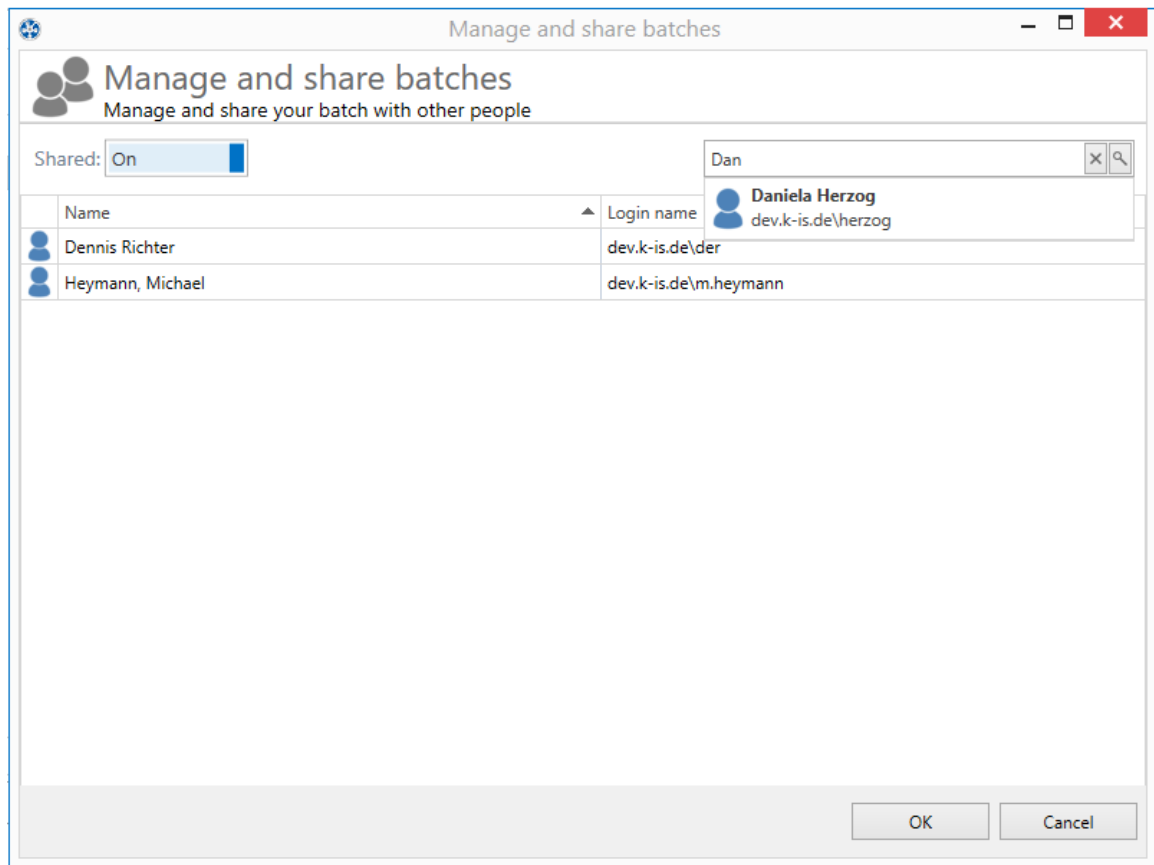 Manage and share batches
Manage and share batches
Manage and share your batch with other people
Shared: On
Dan
Daniela Herzog
dev.k-is.de\herzog
Name Login name
Dennis Richter dev.k-is.de\der
Heymann, Michael dev.k-is.de\m.heymann
OK Cancel